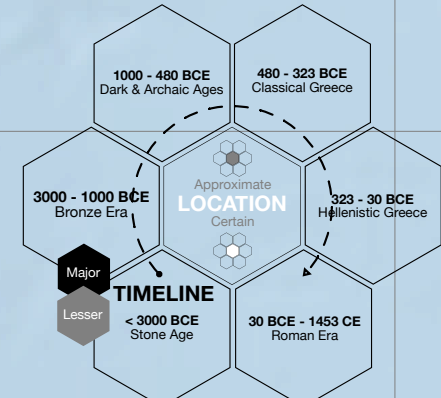 1000 - 480 BCE
Dark & Archaic Ages
480 - 323 BCE
Classical Greece
3000 - 1000 BCE
Bronze Era
Approximate
LOCATION
Certain
323 - 30 BCE
Hellenistic Greece
Major
Lesser
TIMELINE
< 3000 BCE
Stone Age
30 BCE - 1453 CE
Roman Era